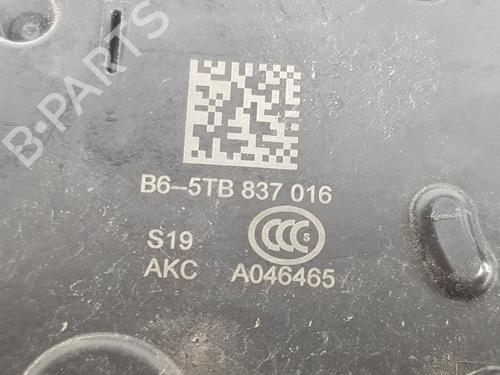 B-PARTS
B6--5TB 837 016
S19
CCC S
AKC A046465